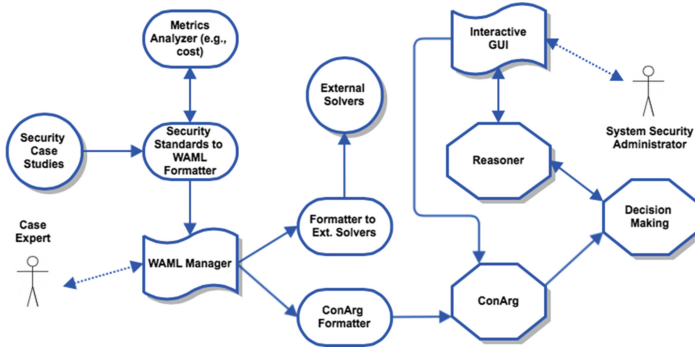 Metrics
Analyzer (e.g.,
cost)
Interactive
GUI
External
Solvers
Security
Case
Studies
Security
Standards to
WAML
Formatter
System Security
Administrator
Reasoner
Case
Expert
Formatter to
Ext. Solvers
Decision
Making
WAML Manager
ConArg
Formatter
ConArg